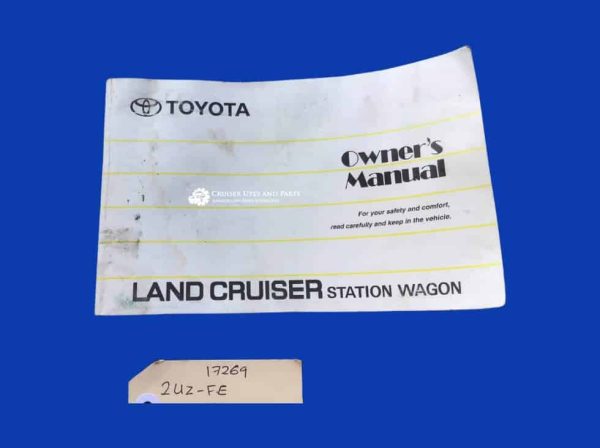 TOYOTA
Owner's
Manual
CRUISER UTES AND PARTS
For your safety and comfort,
read carefully and keep in the vehicle.
LAND CRUISER STATION WAGON
17269
2UZ-FE